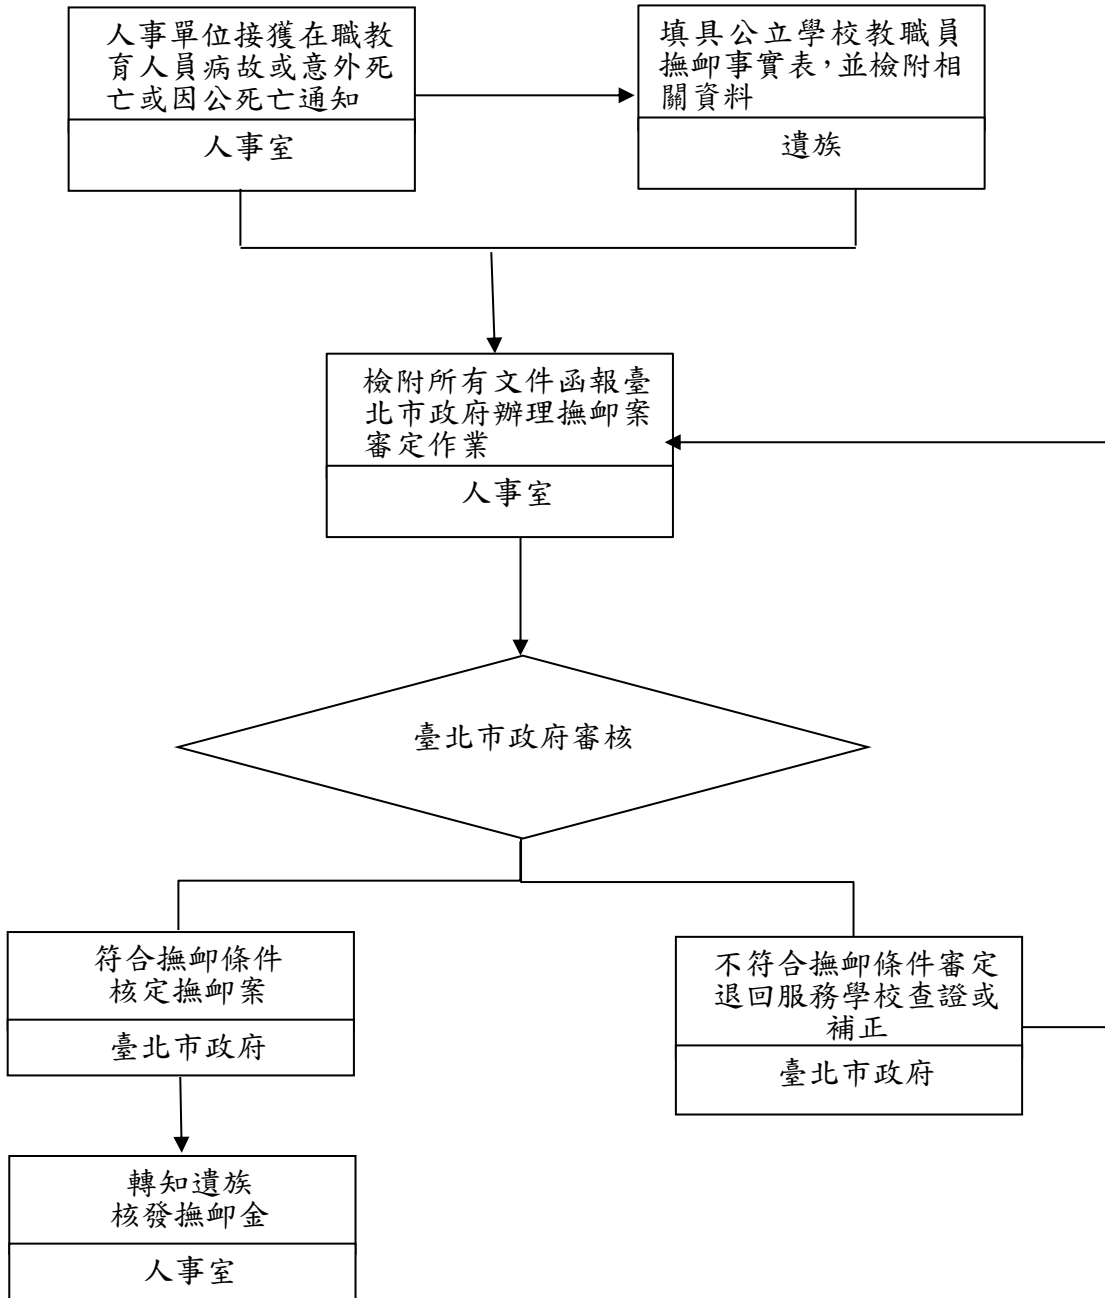 人事單位接獲在職教
育人員病故或意外死
亡或因公死亡通知
人事室
填具公立學校教職員
撫卹事實表，並檢附相
關資料
遺族
檢附所有文件函報臺
北市政府辦理撫卹案
審定作業
人事室
臺北市政府審核
符合撫卹條件
核定撫卹案
臺北市政府
不符合撫卹條件審定
退回服務學校查證或
補正
臺北市政府
轉知遺族
核發撫卹金
人事室